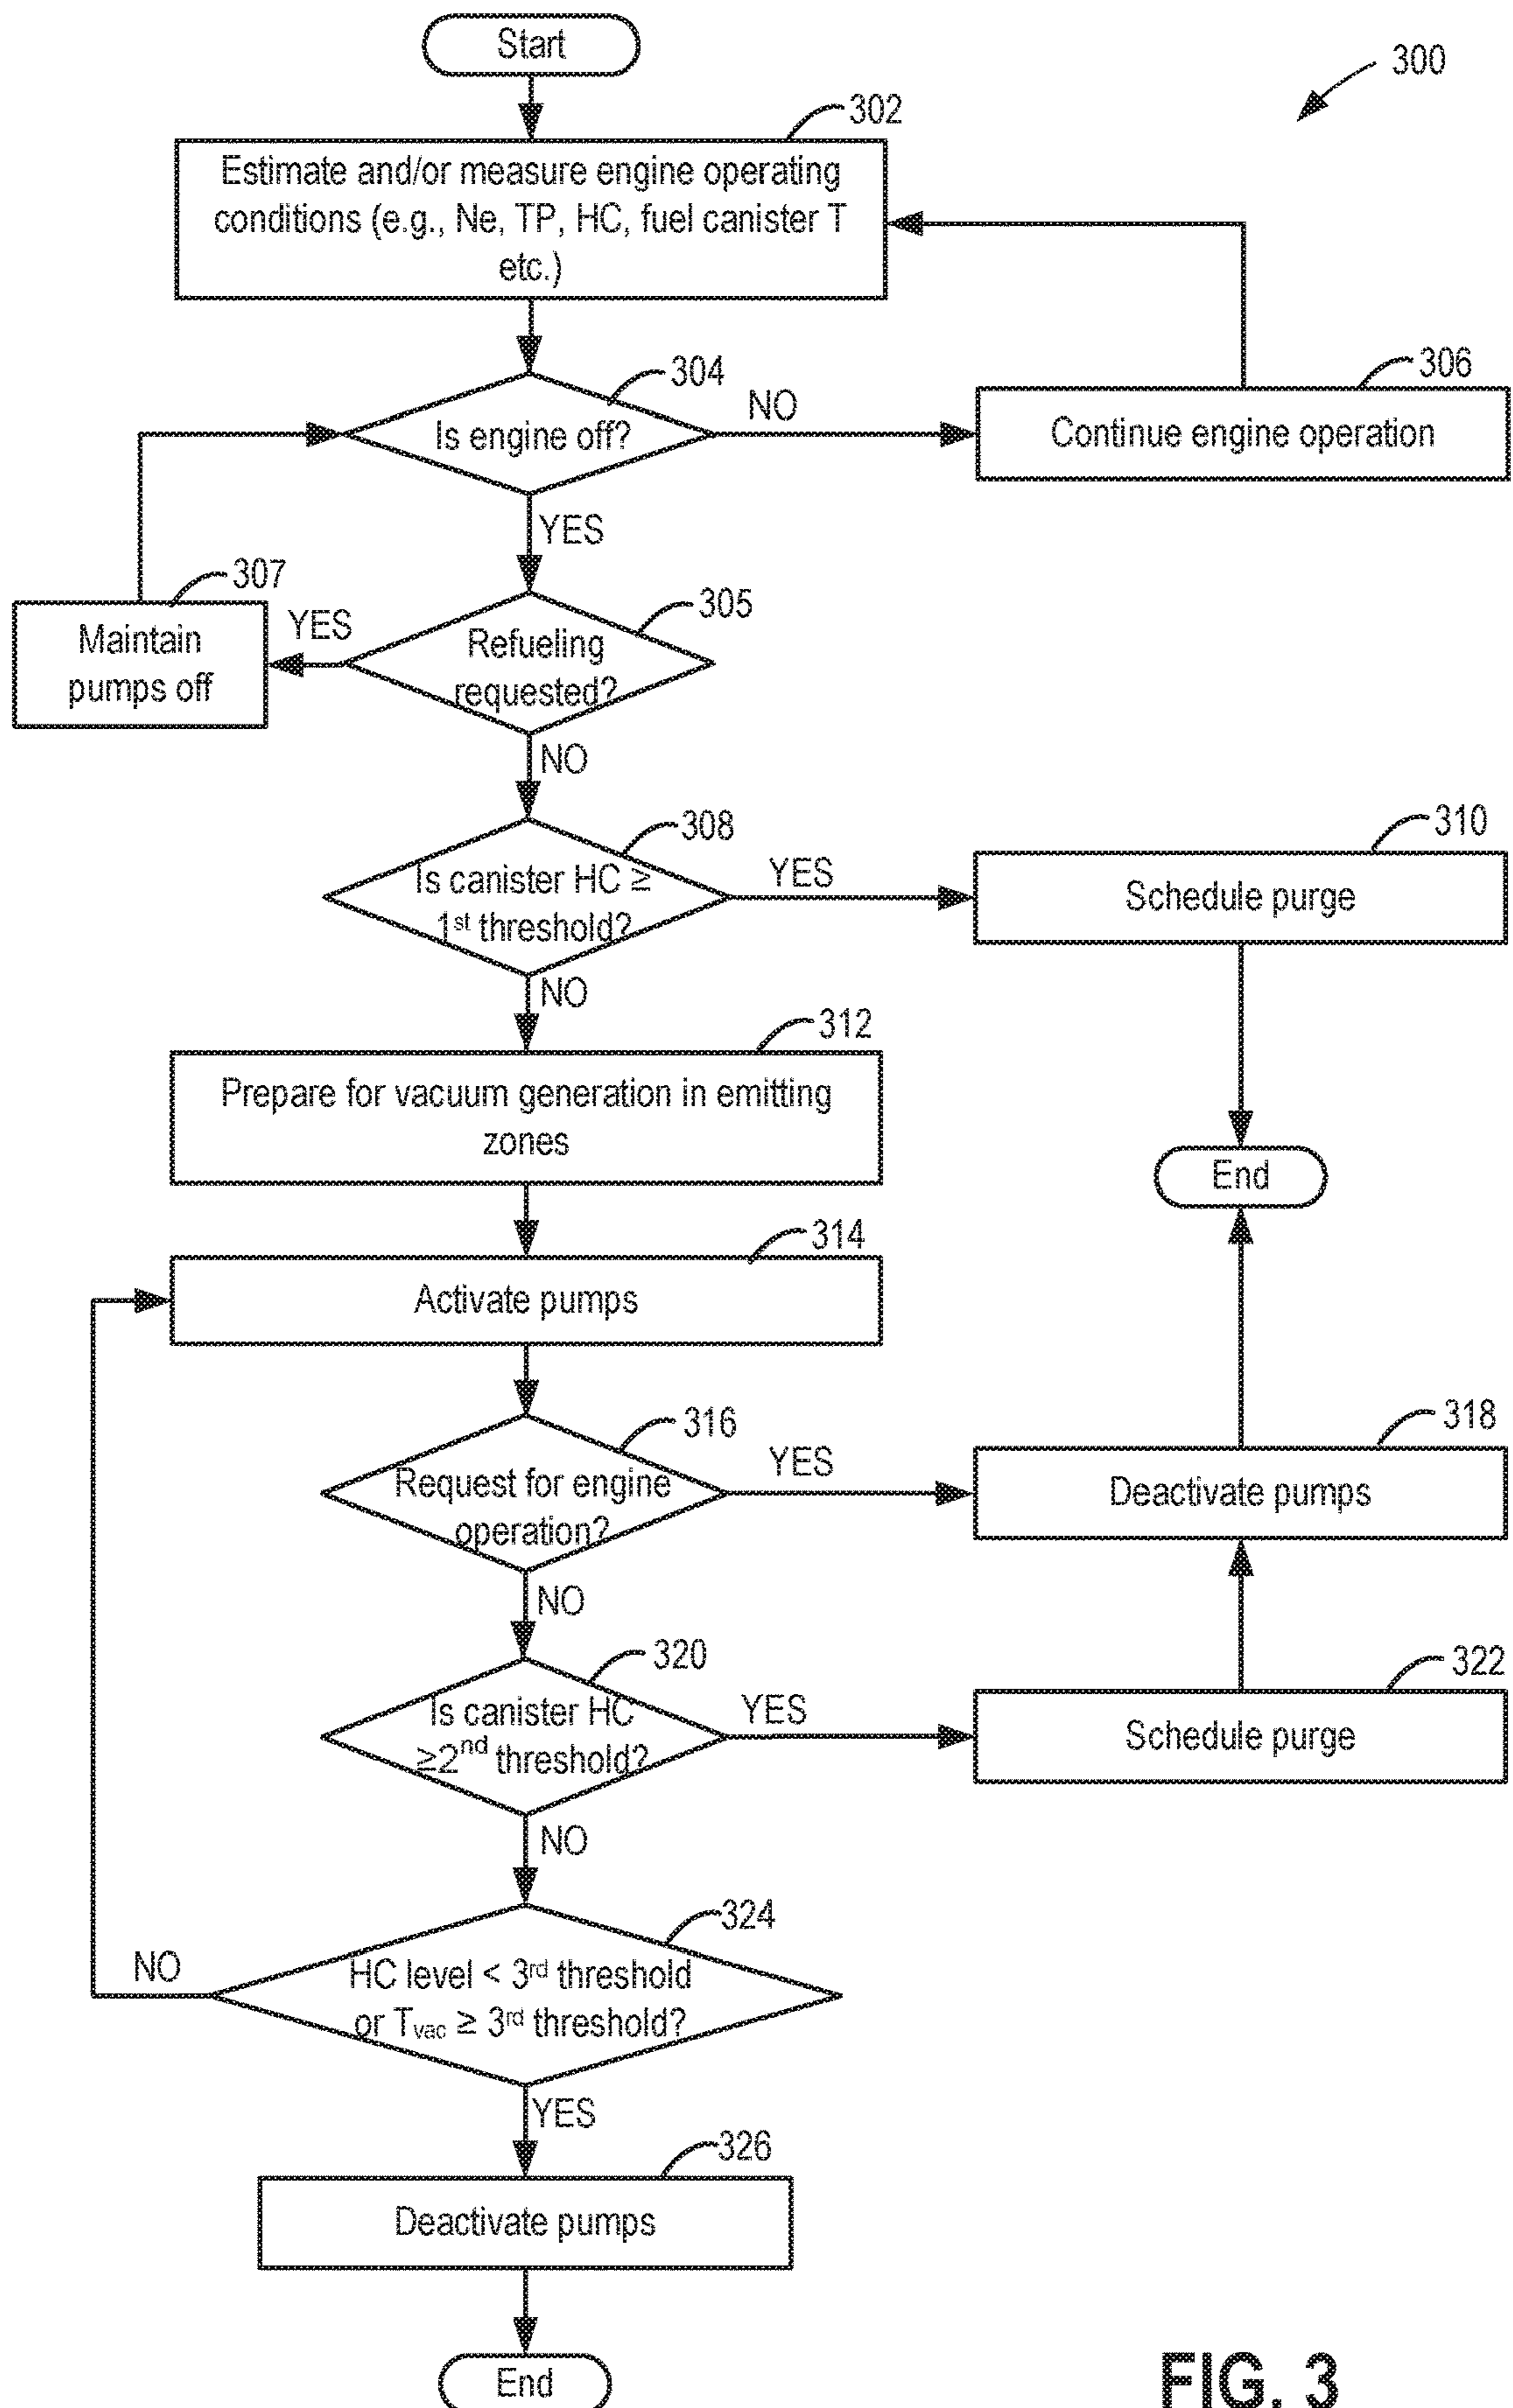 Start
300
302
Estimate and/or measure engine operating
conditions (e.g., Ne, TP, HC, fuel canister T
etc.)
304
Is engine off?
NO
306
Continue engine operation
YES
307
Maintain
pumps off
YES
305
Refueling
requested?
NO
308
Is canister HC ≥
1st threshold?
YES
310
Schedule purge
NO
312
Prepare for vacuum generation in emitting
zones
End
314
Activate pumps
316
Request for engine
operation?
YES
318
Deactivate pumps
NO
320
Is canister HC
≥2nd threshold?
YES
322
Schedule purge
NO
324
HC level < 3rd threshold
or Tvac ≥ 3rd threshold?
NO
YES
326
Deactivate pumps
End
FIG. 3